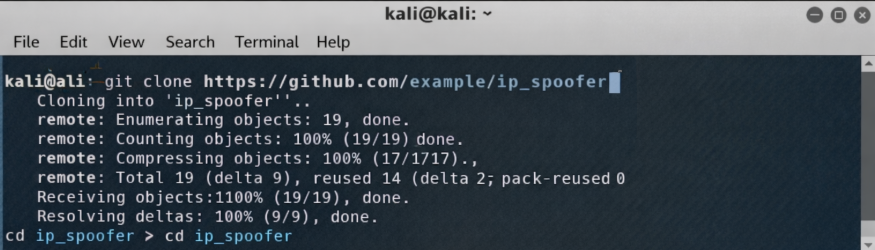 kali@kali: ~
File Edit View Search Terminal Help
kali@ali: git clone https://github.com/example/ip_spoofer
Cloning into 'ip_spoofer''..
remote: Enumerating objects: 19, done.
remote: Counting objects: 100% (19/19) done.
remote: Compressing objects: 100% (17/1717).,
remote: Total 19 (delta 9), reused 14 (delta 2; pack-reused 0
Receiving objects:1100% (19/19), done.
Resolving deltas: 100% (9/9), done.
cd ip_spoofer > cd ip_spoofer